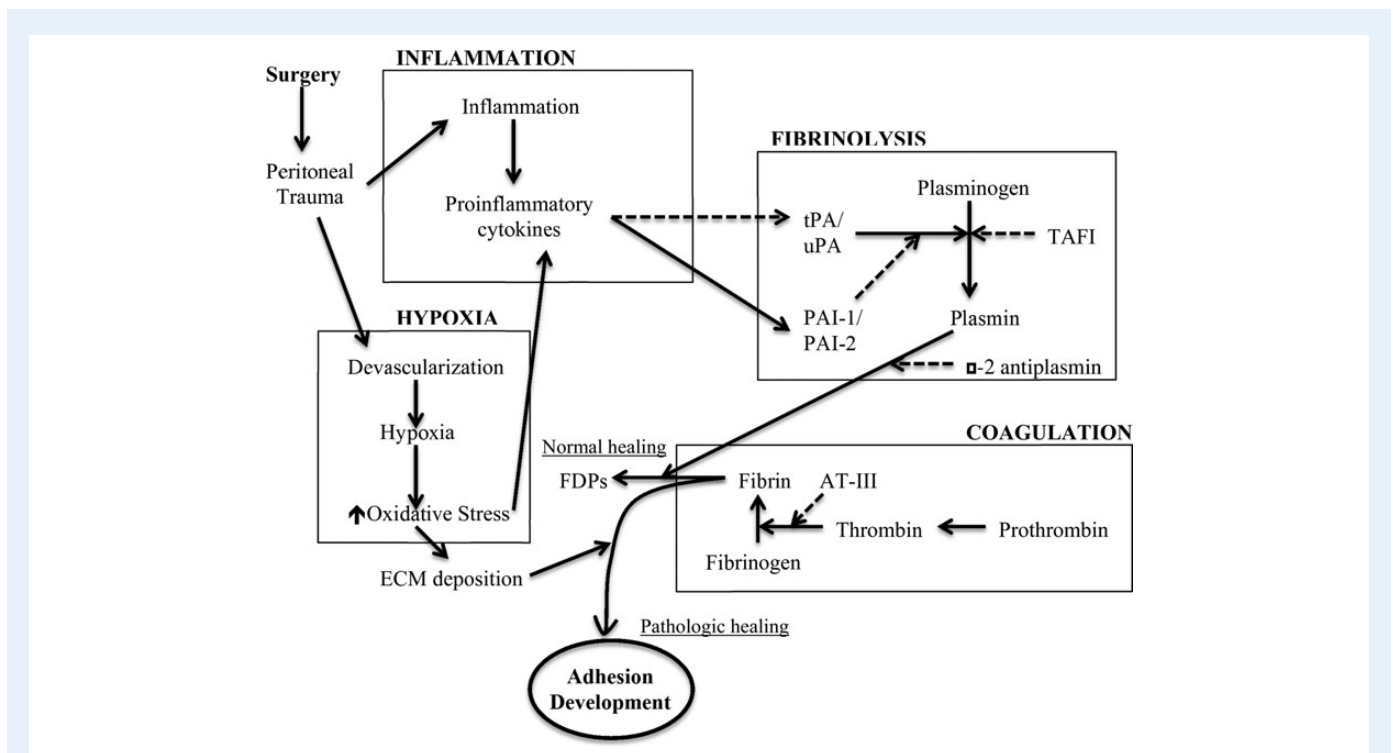 INFLAMMATION
Surgery
Inflammation
Peritoneal
Trauma
Proinflammatory
cytokines
FIBRINOLYSIS
Plasminogen
tPA/
uPA
TAFI
PAI-1/
PAI-2
Plasmin
-2 antiplasmin
HYPOXIA
Devascularization
Hypoxia
↑Oxidative Stress
ECM deposition
COAGULATION
Normal healing
FDPs
Fibrin
AT-III
Thrombin
Prothrombin
Fibrinogen
Pathologic healing
Adhesion
Development